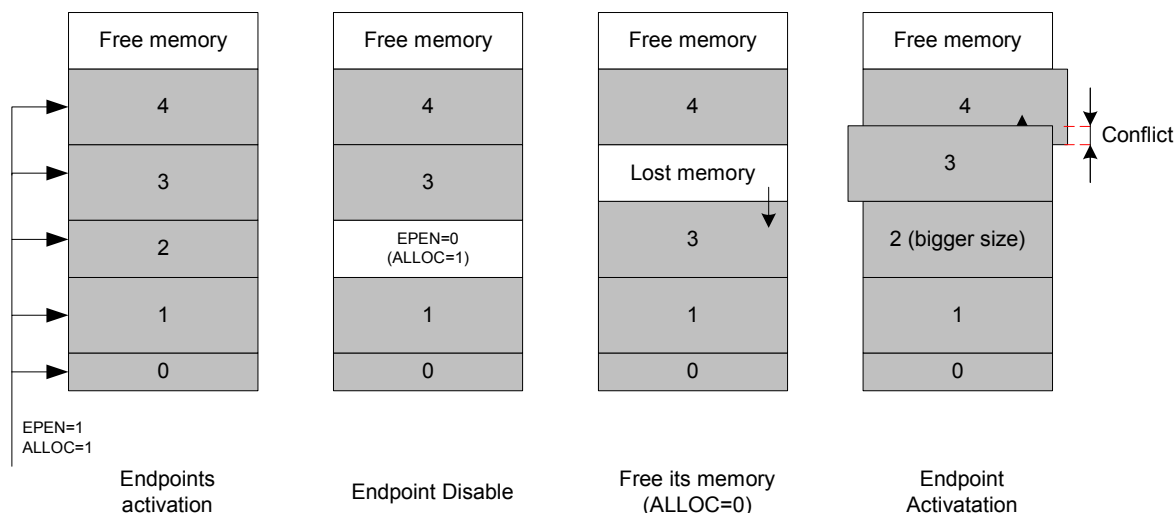 Free memory
4
3
2
1
0
EPEN=1
ALLOC=1
Endpoints
activation
Free memory
4
3
EPEN=0
(ALLOC=1)
1
0
Endpoint Disable
Free memory
4
Lost memory
3
1
0
Free its memory
(ALLOC=0)
Free memory
4
Conflict
3
2 (bigger size)
1
0
Endpoint
Activatation